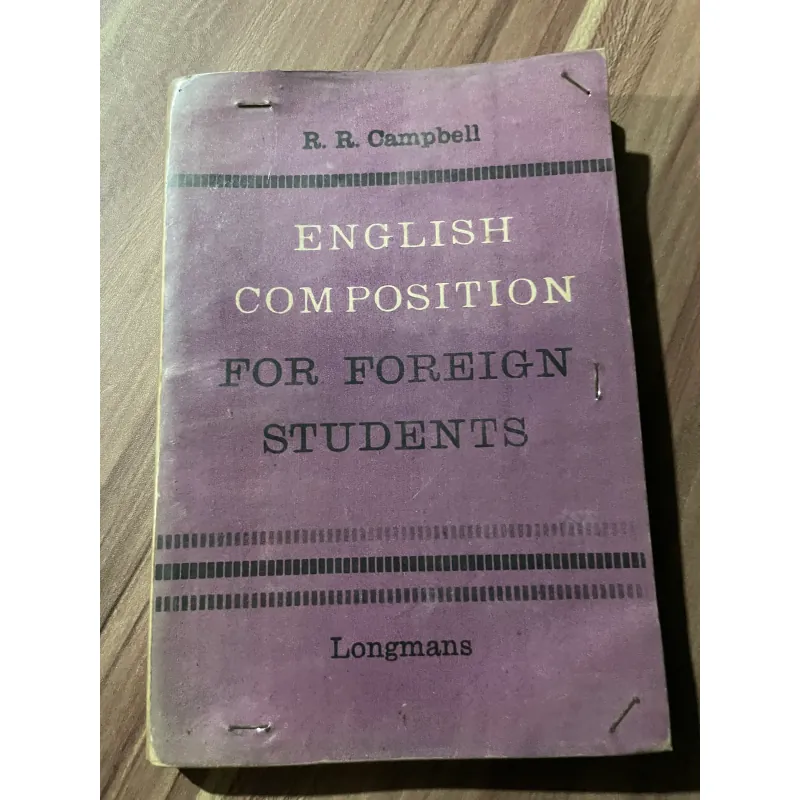 R. R. Campbell
ENGLISH
COMPOSITION
FOR FOREIGN
STUDENTS
Longmans